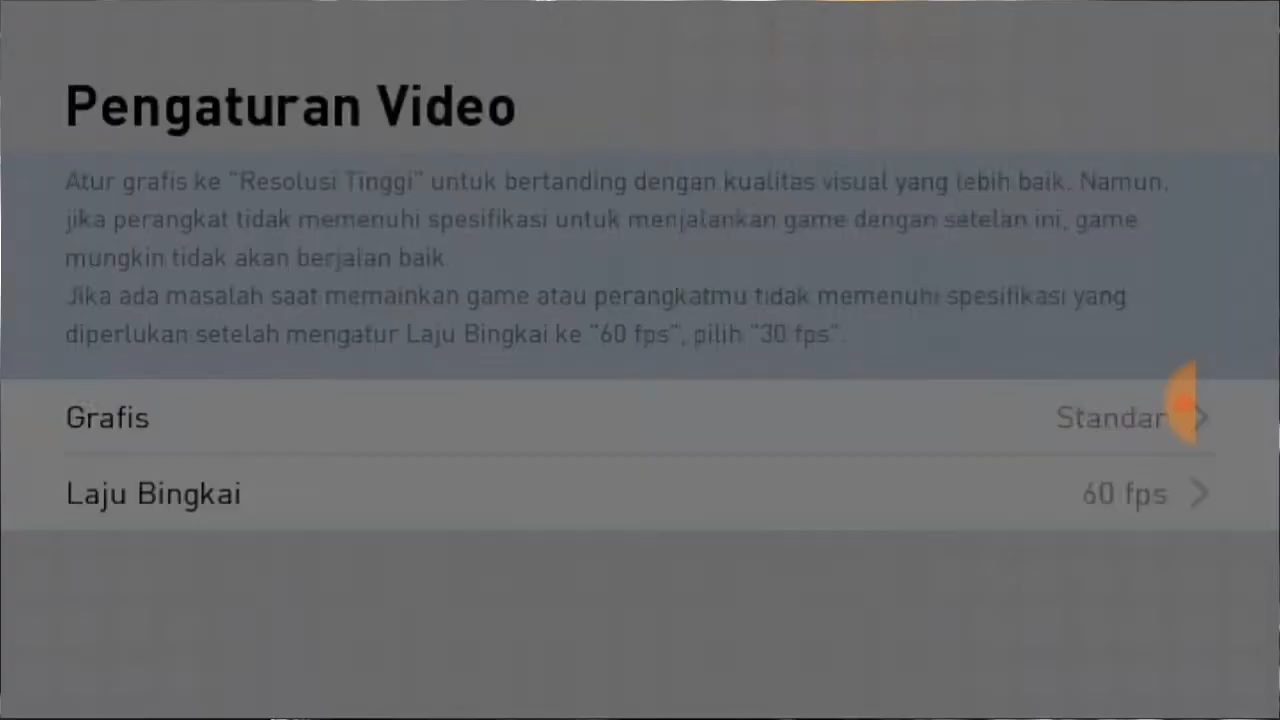 Pengaturan Video
Atur grafis ke "Resolusi Tinggi" untuk bertanding dengan kualitas visual yang lebih baik. Namun,
jika perangkat tidak memenuhi spesifikasi untuk menjalankan game dengan setelan ini, game
mungkin tidak akan berjalan baik.
Jika ada masalah saat memainkan game atau perangkatmu tidak memenuhi spesifikasi yang
diperlukan setelah mengatur Laju Bingkai ke "60 fps", pilih "30 fps".
Grafis
Standar
Laju Bingkai
60 fps